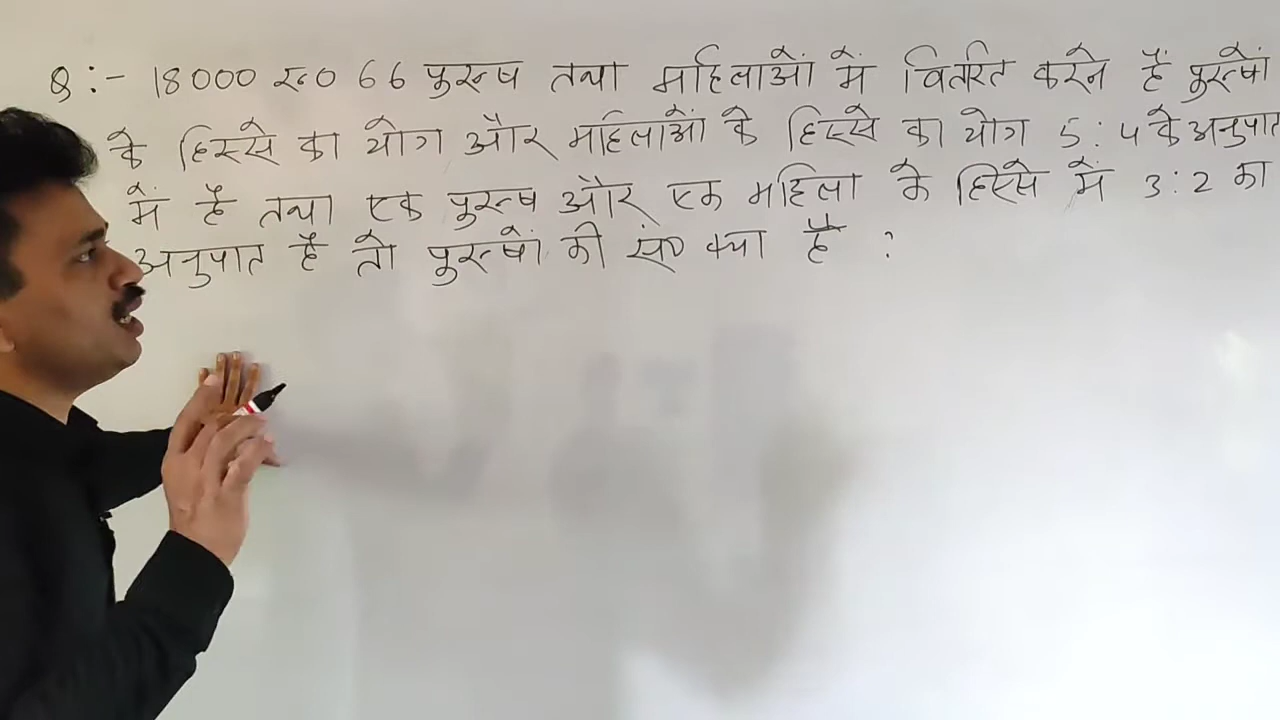 Q :- 18000 रु० 66 पुरूष तथा महिलाओं में वितरित करने हैं पुरूषों
के हिस्से का योग और महिलाओं के हिस्से का योग 5 : 4 के अनुपात
में है तथा एक पुरूष और एक महिला के हिस्से में 3 : 2 का
अनुपात है तो पुरूषों की सं० क्या है ?